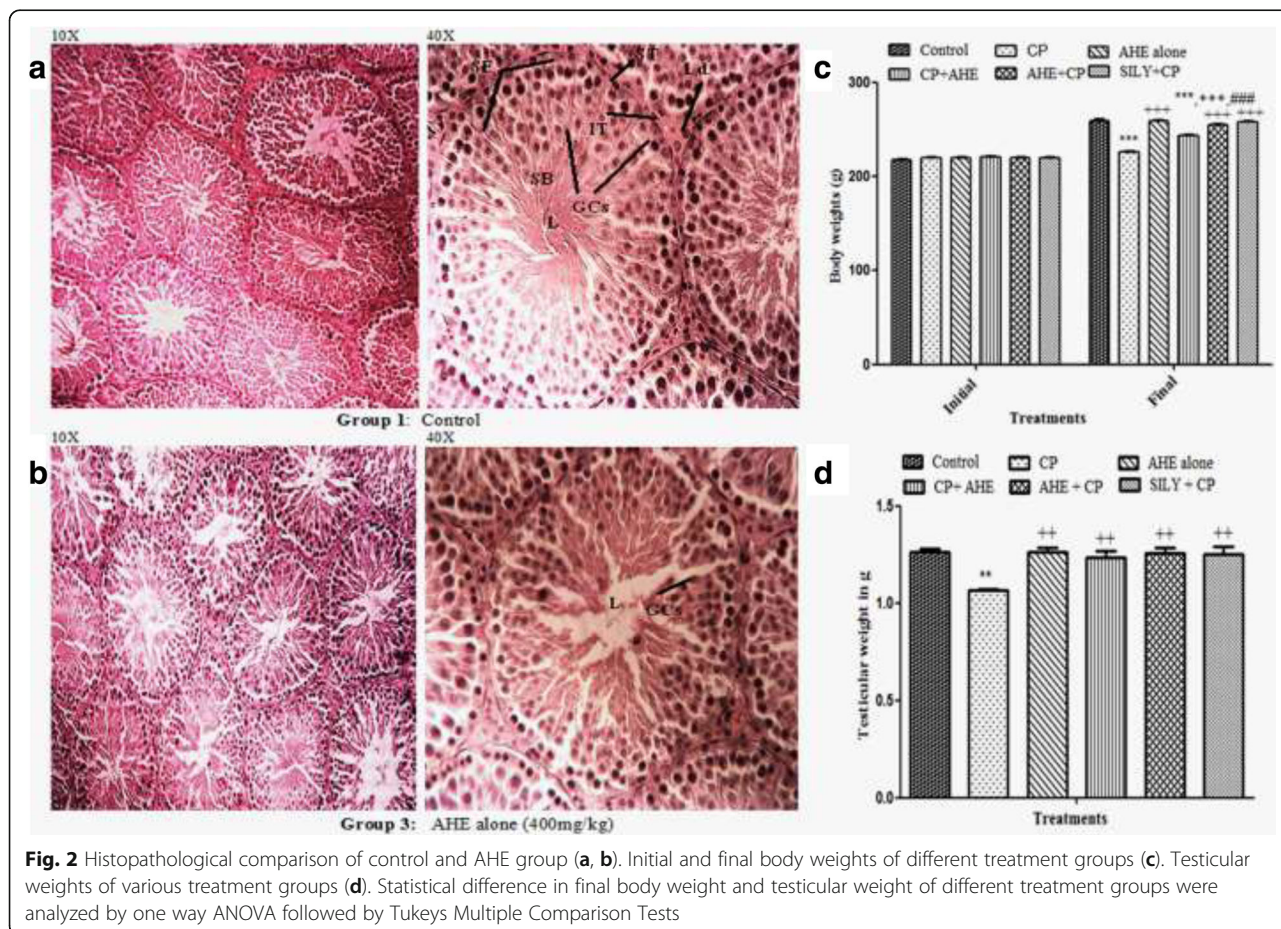 10X
40X
a
SE
ST
Ld.
IT
SB
GCs
L
Group 1: Control
10X
40X
b
L
GCs
Group 3: AHE alone (400mg/kg)
c
Control
CP
AHE alone
CP+AHE
AHE+CP
SILY+CP
300
200
100
0
Body weights (g)
***
+++
***,+++,###
+++
+++
Initial
Final
Treatments
d
Control
CP
AHE alone
CP+AHE
AHE+CP
SILY+CP
1.5
1.0
0.5
0.0
Testicular weight in g
**
++
++
++
++
Treatments
Fig. 2 Histopathological comparison of control and AHE group (a, b). Initial and final body weights of different treatment groups (c). Testicular
weights of various treatment groups (d). Statistical difference in final body weight and testicular weight of different treatment groups were
analyzed by one way ANOVA followed by Tukeys Multiple Comparison Tests